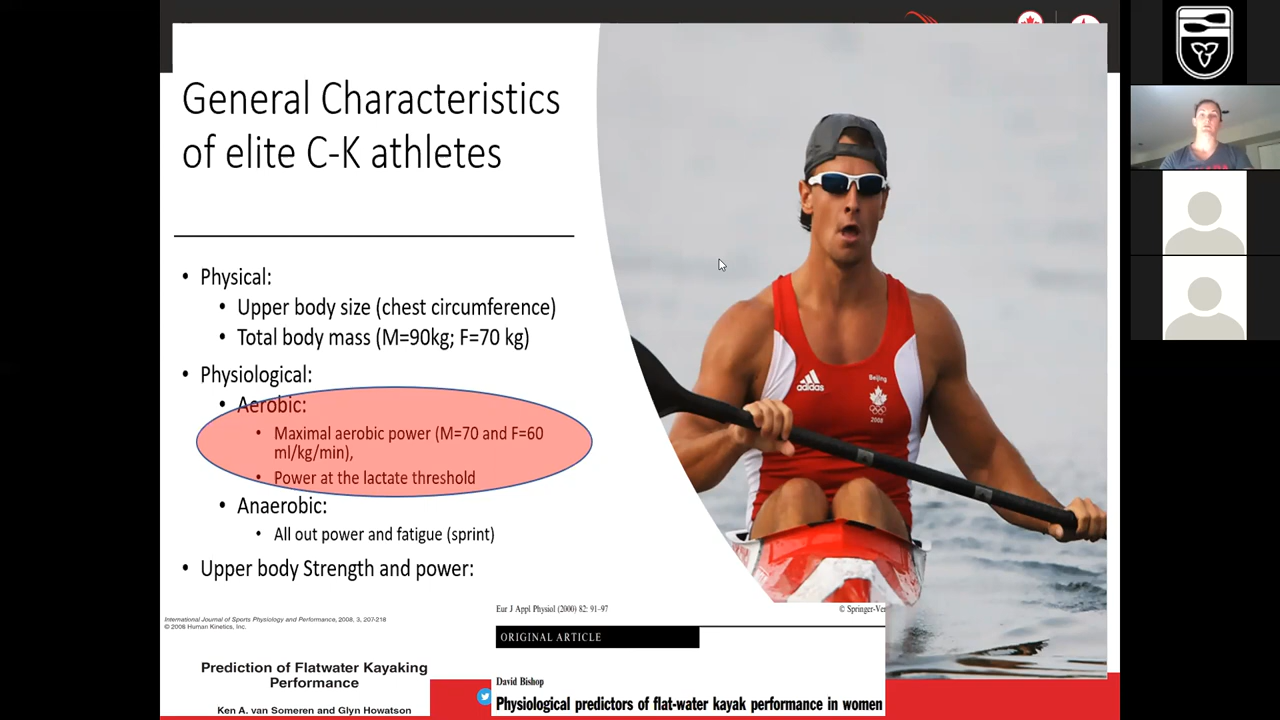 General Characteristics
of elite C-K athletes
• Physical:
• Upper body size (chest circumference)
• Total body mass (M=90kg; F=70 kg)
• Physiological:
• Aerobic:
• Maximal aerobic power (M=70 and F=60
ml/kg/min),
• Power at the lactate threshold
• Anaerobic:
• All out power and fatigue (sprint)
• Upper body Strength and power:
adidas
Beijing
2008
International Journal of Sports Physiology and Performance, 2008, 3, 207-218
© 2008 Human Kinetics, Inc.
Prediction of Flatwater Kayaking
Performance
Ken A. van Someren and Glyn Howatson
Eur J Appl Physiol (2000) 82: 91–97
© Springer-Ver
ORIGINAL ARTICLE
David Bishop
Physiological predictors of flat-water kayak performance in women